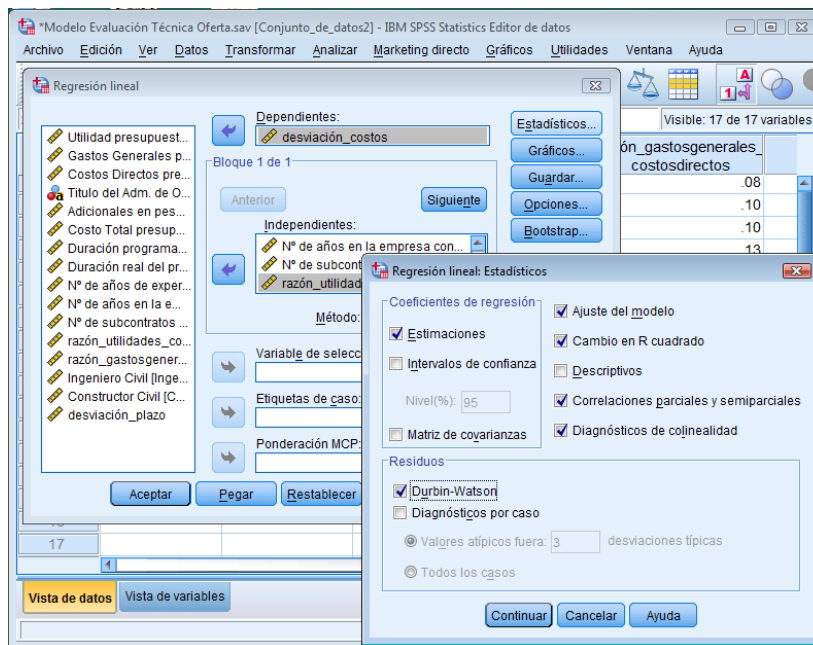 *Modelo Evaluación Técnica Oferta.sav [Conjunto_de_datos2] - IBM SPSS Statistics Editor de datos
Archivo Edición Ver Datos Transformar Analizar Marketing directo Gráficos Utilidades Ventana Ayuda
Visible: 17 de 17 variables
ón_gastosgenerales_
costosdirectos
.08
.10
.10
.13
17
Vista de datos
Vista de variables
Regresión lineal
Utilidad presupuest...
Gastos Generales p...
Costos Directos pre...
Titulo del Adm. de O...
Adicionales en pes...
Costo Total presup...
Duración programa...
Duración real del pr...
Nº de años de exper...
Nº de años en la e...
Nº de subcontratos ...
razón_utilidades_co...
razón_gastosgener...
Ingeniero Civil [Inge...
Constructor Civil [C...
desviación_plazo
Dependientes:
desviación_costos
Bloque 1 de 1
Anterior
Siguiente
Independientes:
Nº de años en la empresa con...
Nº de subcont
razón_utilidad
Método:
Variable de selecci
Etiquetas de caso:
Ponderación MCP:
Estadísticos...
Gráficos...
Guardar...
Opciones...
Bootstrap...
Aceptar
Pegar
Restablecer
Regresión lineal: Estadísticos
Coeficientes de regresión
Estimaciones
Intervalos de confianza
Nivel(%): 95
Matriz de covarianzas
Ajuste del modelo
Cambio en R cuadrado
Descriptivos
Correlaciones parciales y semiparciales
Diagnósticos de colinealidad
Residuos
Durbin-Watson
Diagnósticos por caso
Valores atípicos fuera: 3 desviaciones típicas
Todos los casos
Continuar
Cancelar
Ayuda